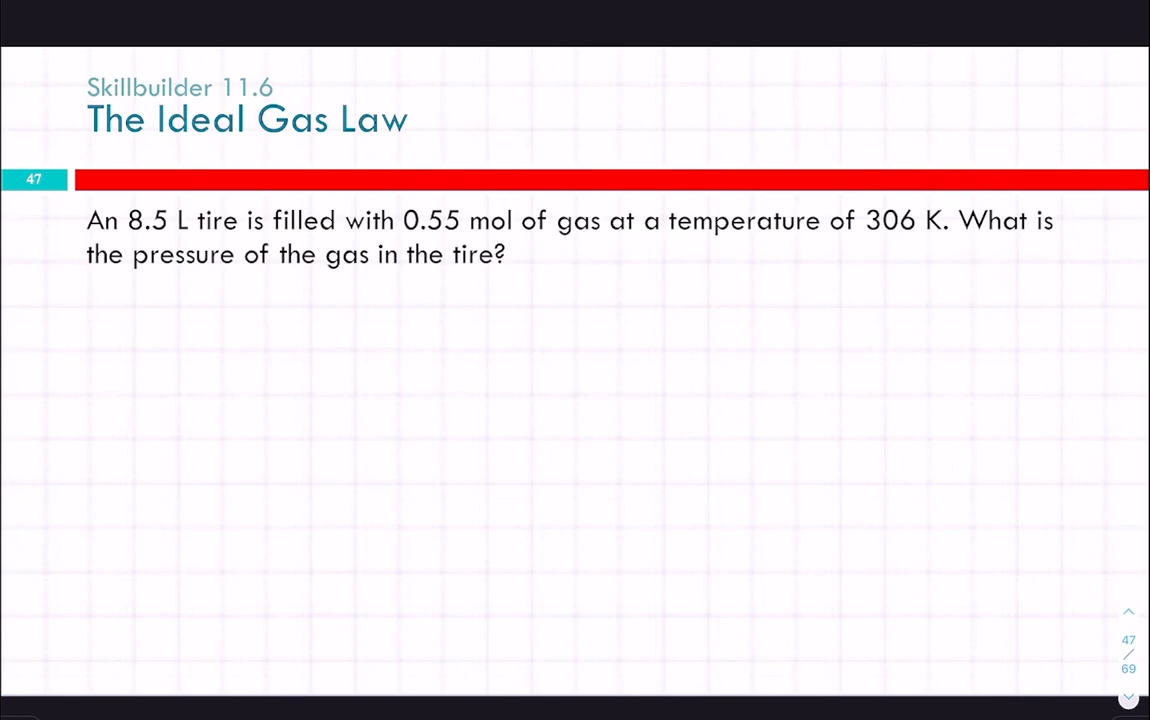 Skillbuilder 11.6
The Ideal Gas Law
47
An 8.5 L tire is filled with 0.55 mol of gas at a temperature of 306 K. What is
the pressure of the gas in the tire?
47
/
69